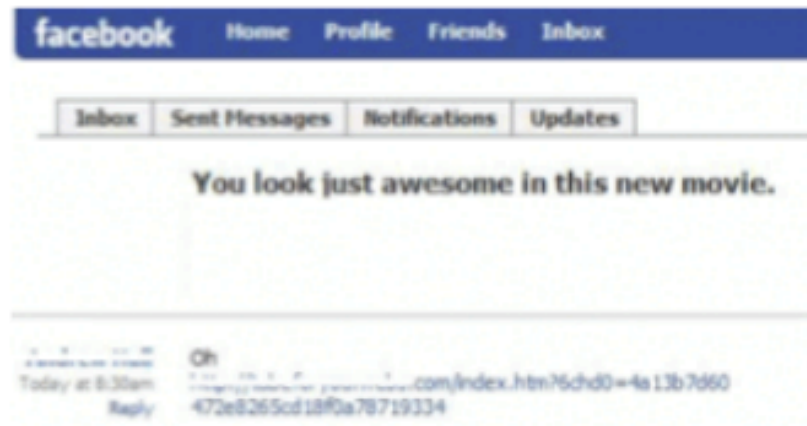 facebook Home Profile Friends Inbox
Inbox Sent Messages Notifications Updates
You look just awesome in this new movie.
Oh
Today at 8:30am .com/index.htm?6chd0=4a13b7d60
Reply 472e8265cd18f0a78719334